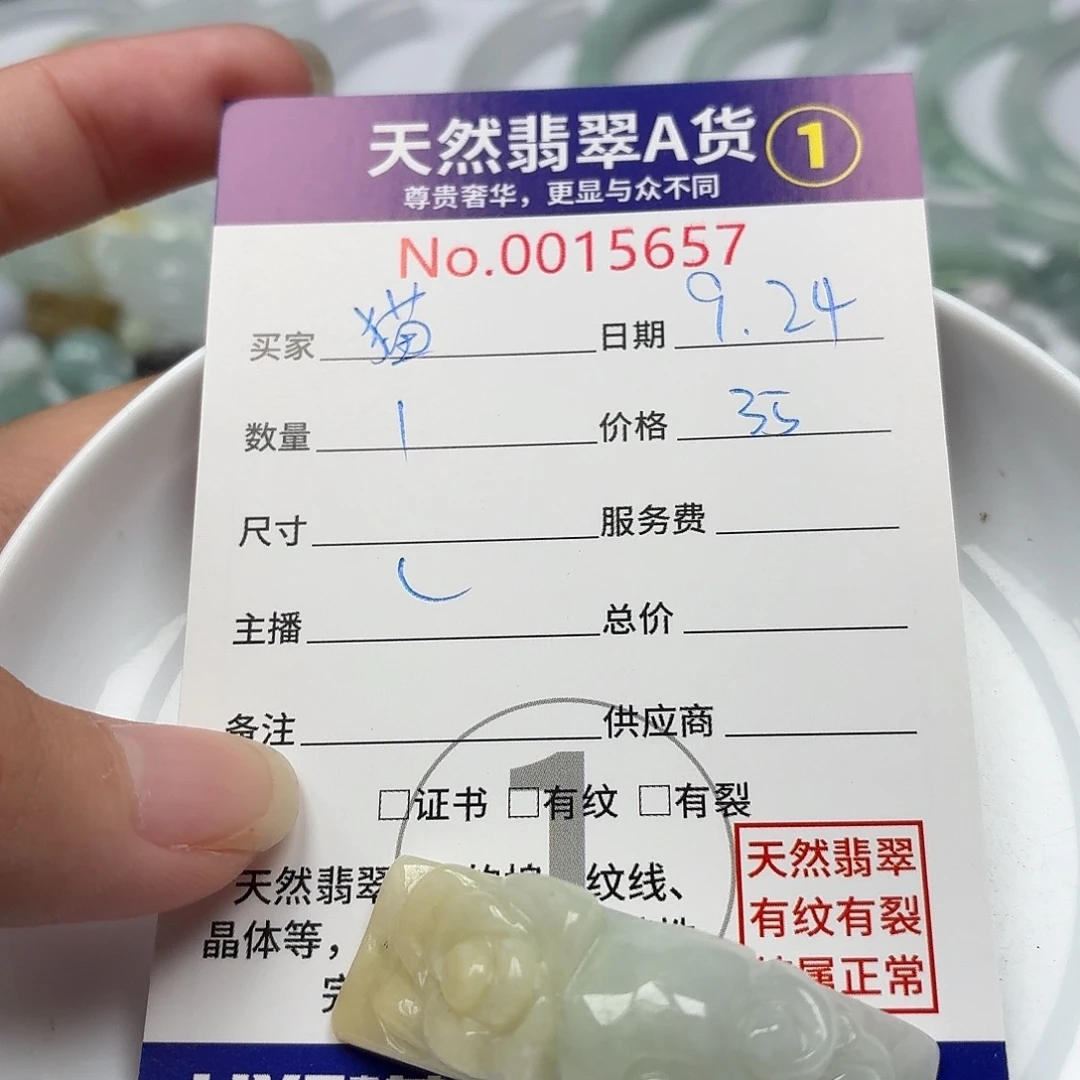 天然翡翠A货 1
尊贵奢华，更显与众不同
No.0015657
买家 猫 日期 9.24
数量 1 价格 35
尺寸 服务费
主播 总价
备注 供应商
1
□证书 □有纹 □有裂
天然翡翠 纹线、
晶体等，
天然翡翠
有纹有裂
属正常